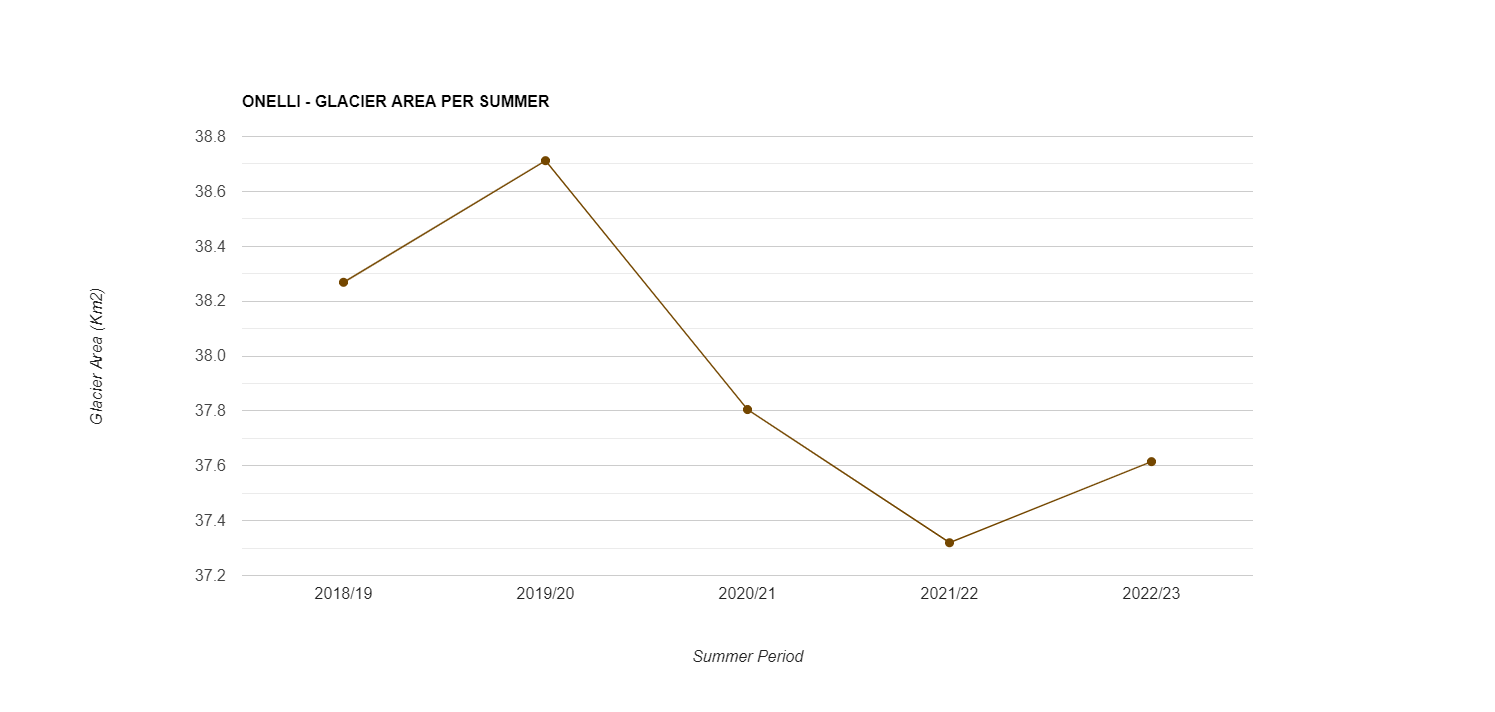 ONELLI - GLACIER AREA PER SUMMER
38.8
38.6
38.4
38.2
38.0
37.8
37.6
37.4
37.2
Glacier Area (Km2)
2018/19 2019/20 2020/21 2021/22 2022/23
Summer Period